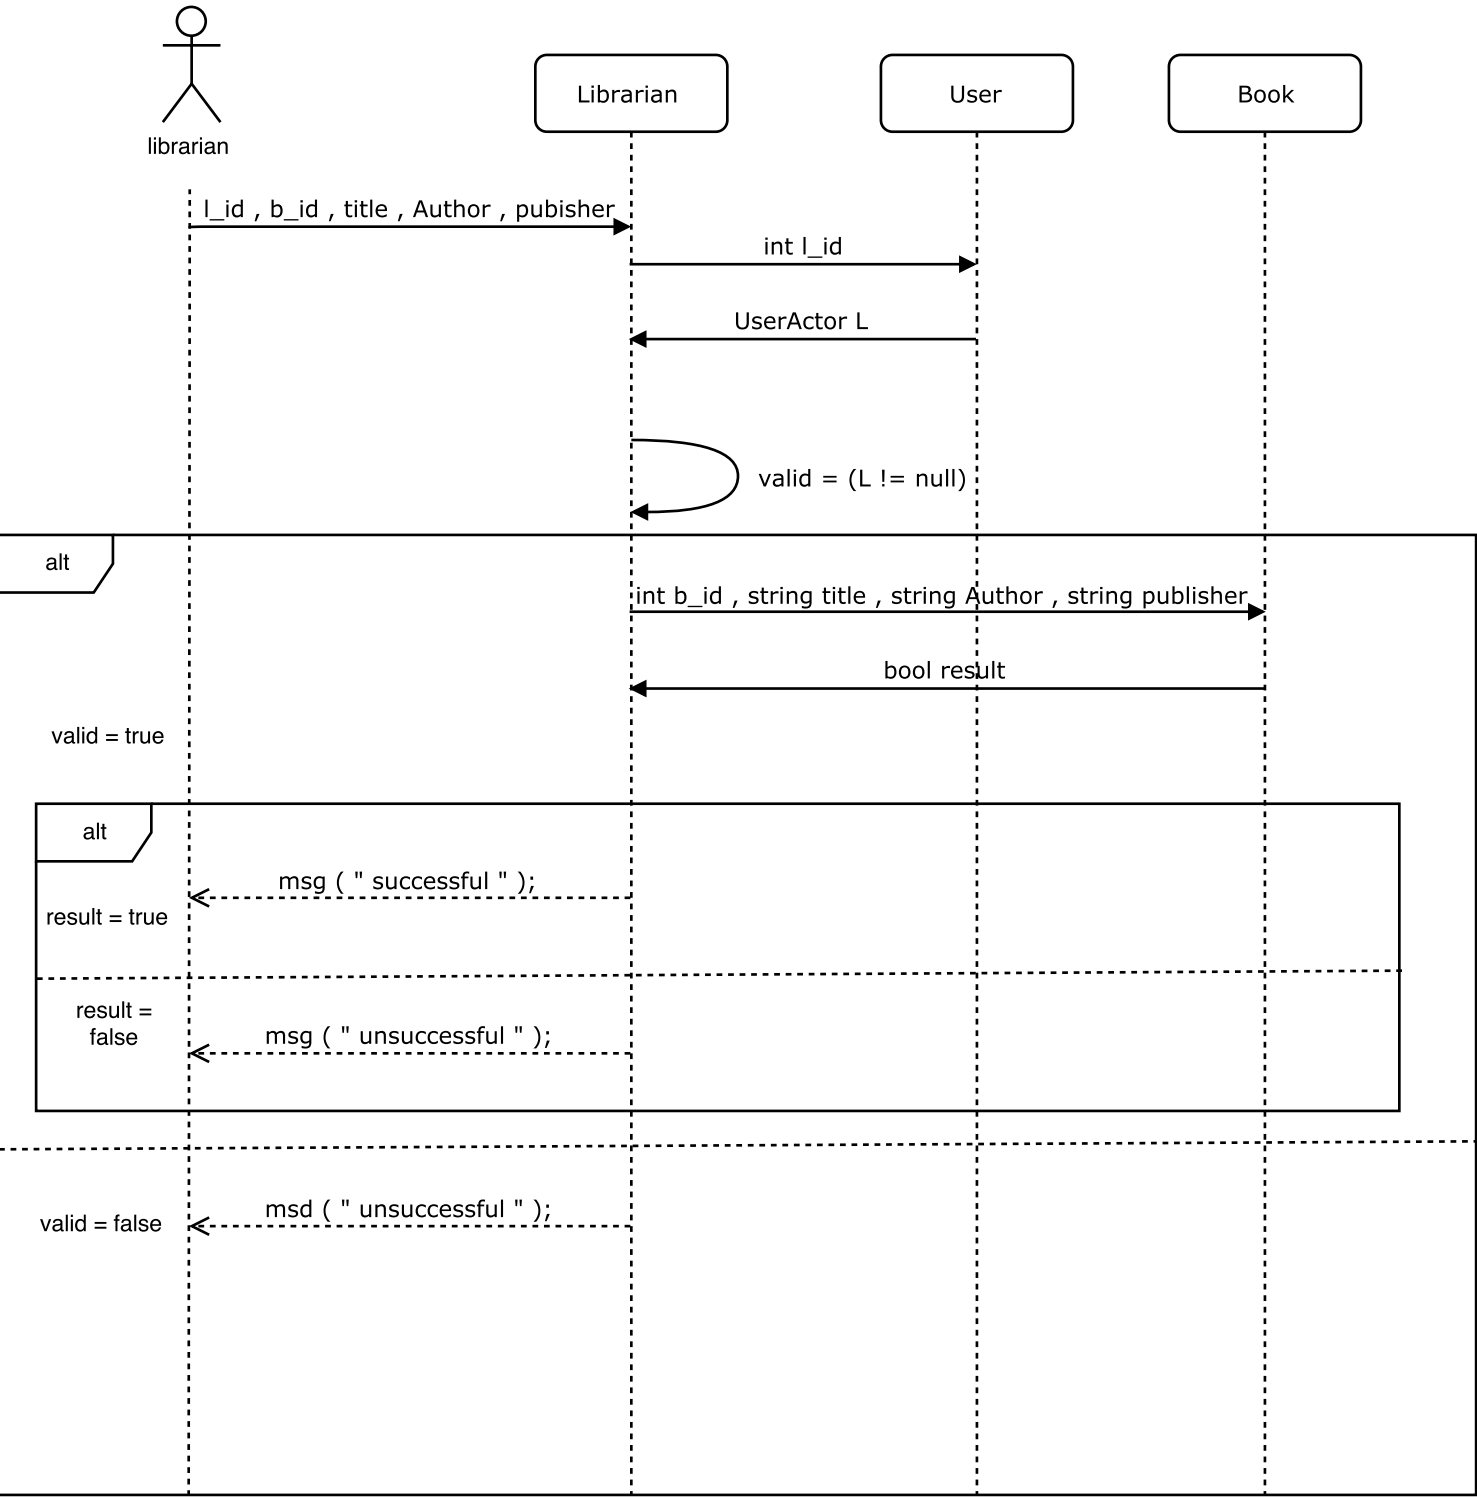 librarian
Librarian
User
Book
l_id , b_id , title , Author , pubisher
int l_id
UserActor L
valid = (L != null)
alt
int b_id , string title , string Author , string publisher
bool result
valid = true
alt
msg ( " successful " );
result = true
result =
false
msg ( " unsuccessful " );
msd ( " unsuccessful " );
valid = false